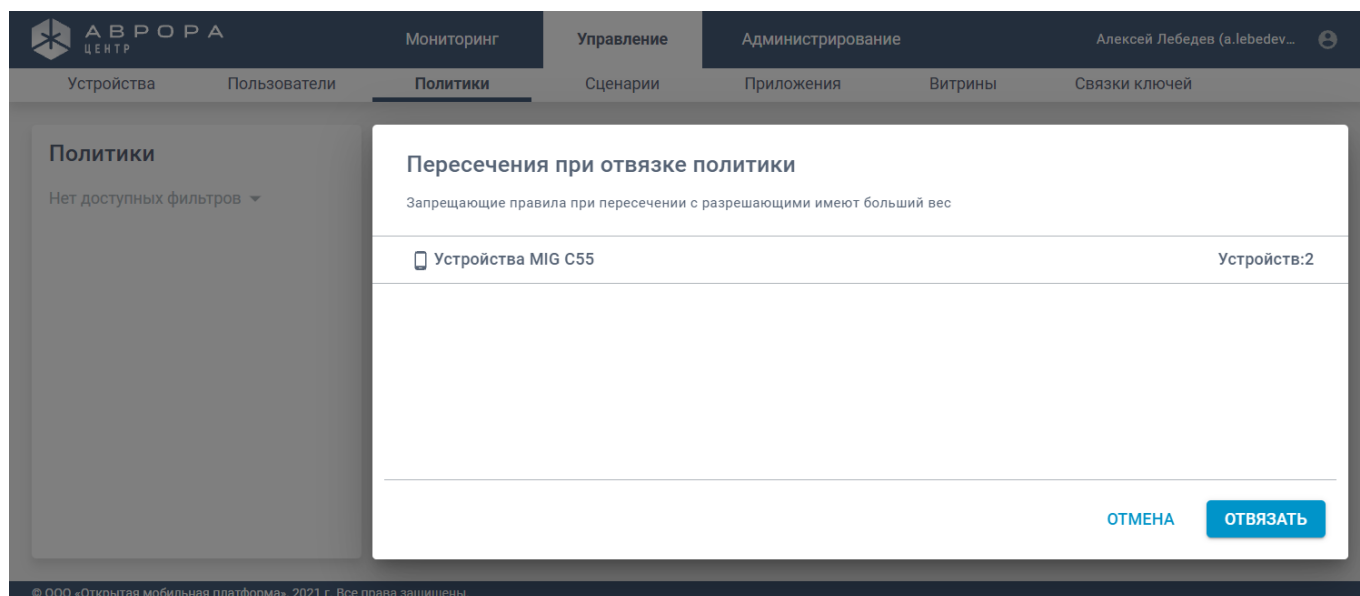 АВРОРА
ЦЕНТР
Мониторинг
Управление
Администрирование
Алексей Лебедев (a.lebedev...
Устройства
Пользователи
Политики
Сценарии
Приложения
Витрины
Связки ключей
Политики
Нет доступных фильтров
Пересечения при отвязке политики
Запрещающие правила при пересечении с разрешающими имеют больший вес
Устройства MIG C55
Устройств:2
ОТМЕНА
ОТВЯЗАТЬ
© ООО «Открытая мобильная платформа», 2021 г. Все права защищены.